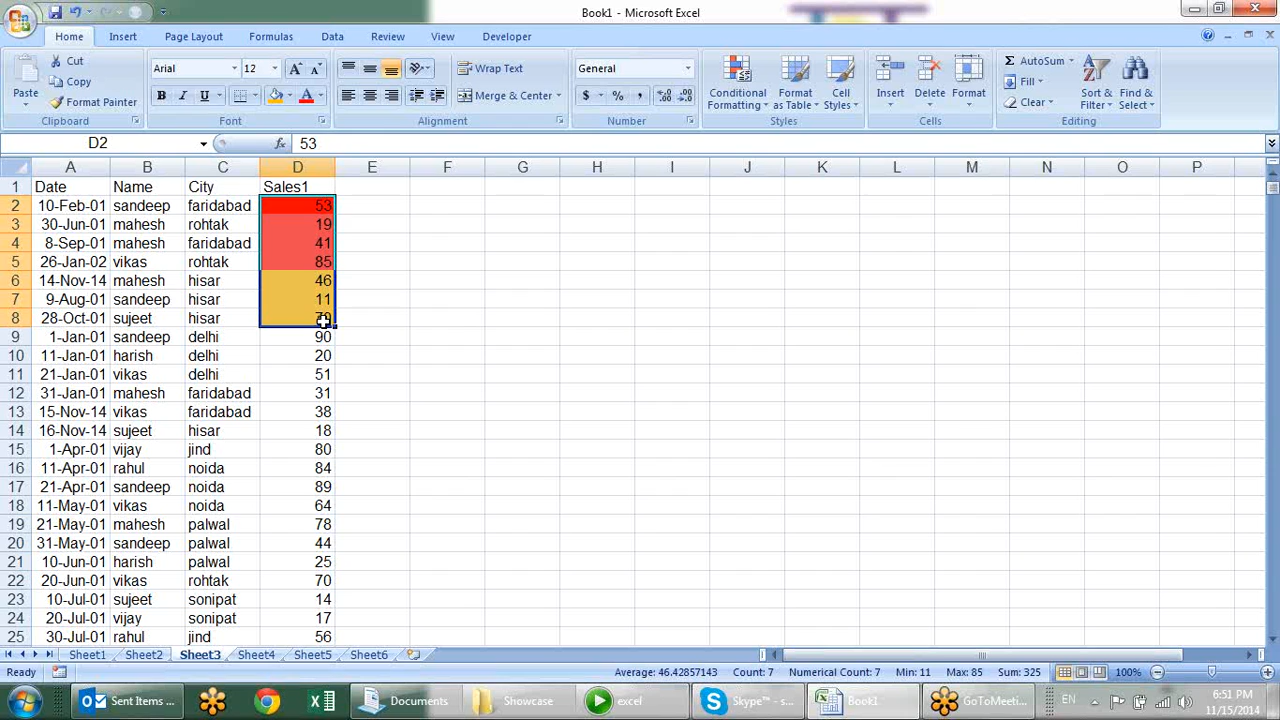 Book1 - Microsoft Excel
Home Insert Page Layout Formulas Data Review View Developer
Paste
Cut
Copy
Format Painter
Clipboard
Arial 12
B I U
Font
Wrap Text
Merge & Center
Alignment
General
$ % ,
Number
Conditional Formatting
Format as Table
Cell Styles
Styles
Insert Delete Format
Cells
Σ AutoSum
Fill
Clear
Sort & Filter
Find & Select
Editing
D2 fx 53
A B C D E F G H I J K L M N O P
1 Date Name City Sales1
2 10-Feb-01 sandeep faridabad 53
3 30-Jun-01 mahesh rohtak 19
4 8-Sep-01 mahesh faridabad 41
5 26-Jan-02 vikas rohtak 85
6 14-Nov-14 mahesh hisar 46
7 9-Aug-01 sandeep hisar 11
8 28-Oct-01 sujeet hisar
9 1-Jan-01 sandeep delhi 90
10 11-Jan-01 harish delhi 20
11 21-Jan-01 vikas delhi 51
12 31-Jan-01 mahesh faridabad 31
13 15-Nov-14 vikas faridabad 38
14 16-Nov-14 sujeet hisar 18
15 1-Apr-01 vijay jind 80
16 11-Apr-01 rahul noida 84
17 21-Apr-01 sandeep noida 89
18 11-May-01 vikas noida 64
19 21-May-01 mahesh palwal 78
20 31-May-01 sandeep palwal 44
21 10-Jun-01 harish palwal 25
22 20-Jun-01 vikas rohtak 70
23 10-Jul-01 sujeet sonipat 14
24 20-Jul-01 vijay sonipat 17
25 30-Jul-01 rahul jind 56
Sheet1 Sheet2 Sheet3 Sheet4 Sheet5 Sheet6
Ready Average: 46.42857143 Count: 7 Numerical Count: 7 Min: 11 Max: 85 Sum: 325 100%
Sent Items ... Documents Showcase excel Skype™ - s... Book1 GoToMeeti... EN 6:51 PM
11/15/2014